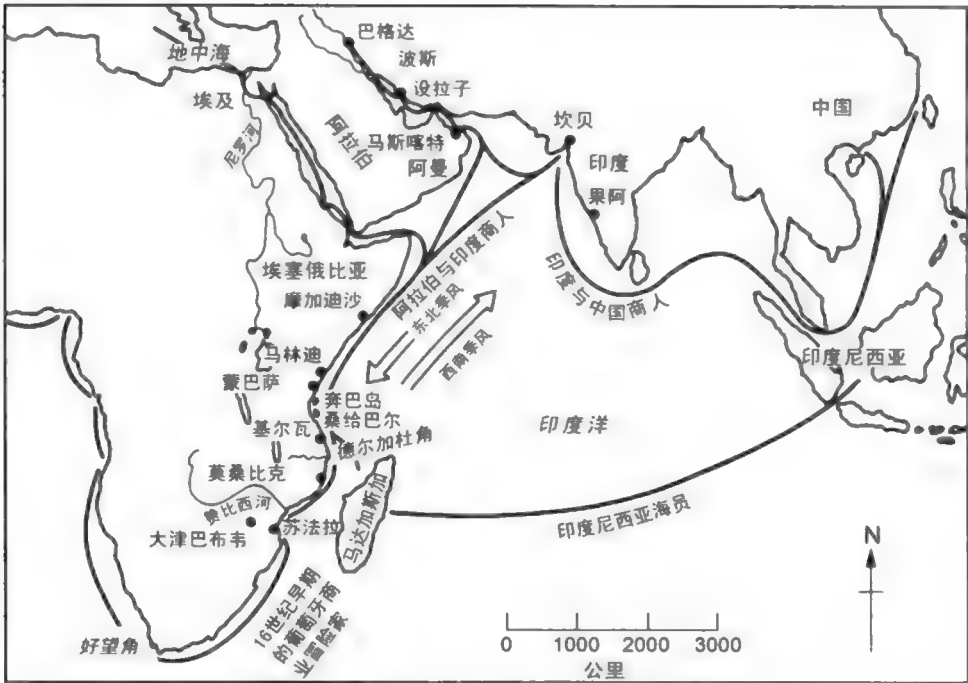 地中海
巴格达
波斯
设拉子
埃及
尼罗河
阿拉伯
马斯喀特
阿曼
坎贝
印度
果阿
中国
埃塞俄比亚
摩加迪沙
阿拉伯与印度商人
东北季风
西南季风
印度与中国商人
马林迪
蒙巴萨
奔巴岛
桑给巴尔
基尔瓦
德尔加杜角
印度洋
印度尼西亚
莫桑比克
赞比西河
大津巴布韦
苏法拉
马达加斯加
印度尼西亚海员
好望角
16世纪早期
的葡萄牙商
业冒险家
N
0 1000 2000 3000
公里